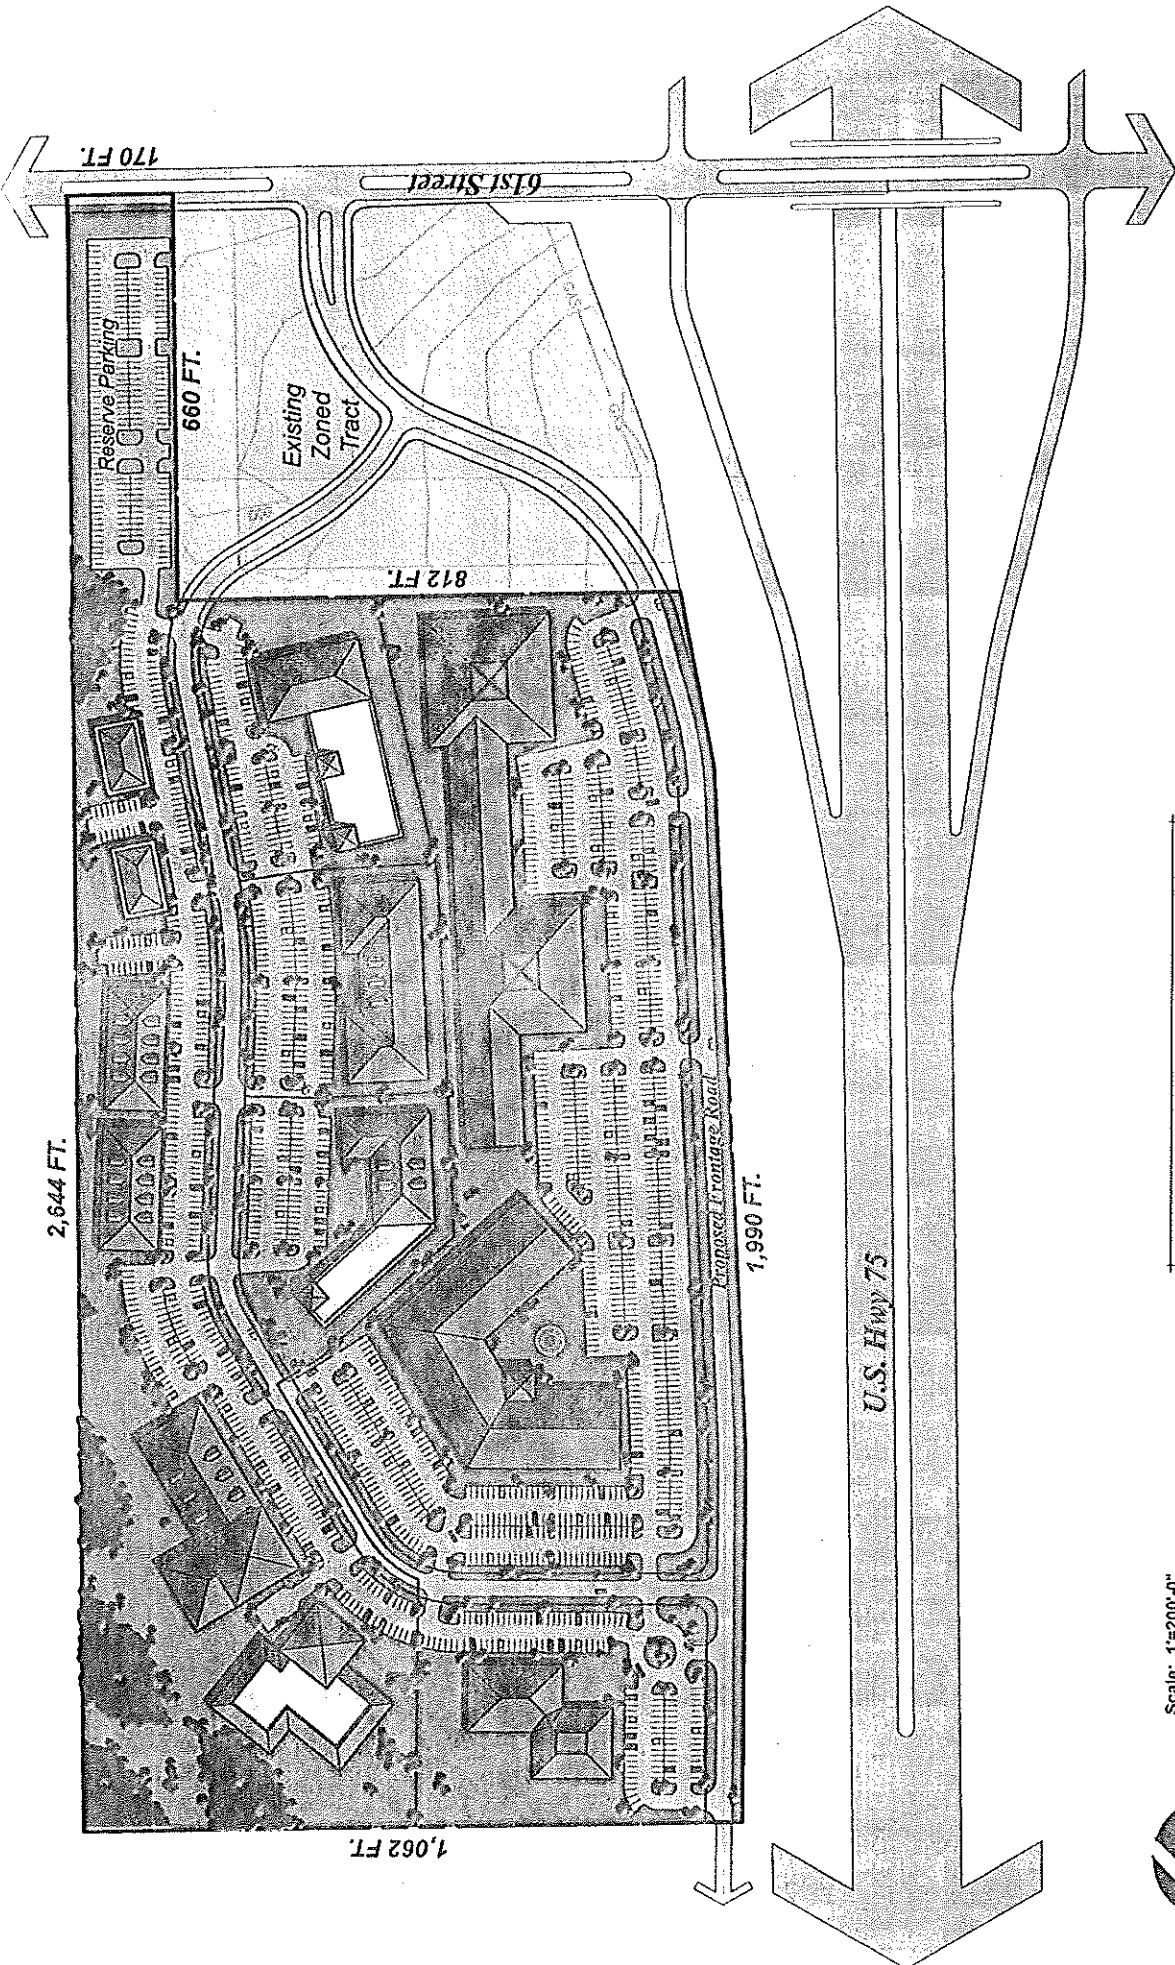 170 FT.
61st Street
Reserve Parking
660 FT.
Existing
Zoned
Tract
812 FT.
2,644 FT.
Proposed Frontage Road
1,990 FT.
U.S. Hwy 75
1,062 FT.
Scale: 1"=200'-0"